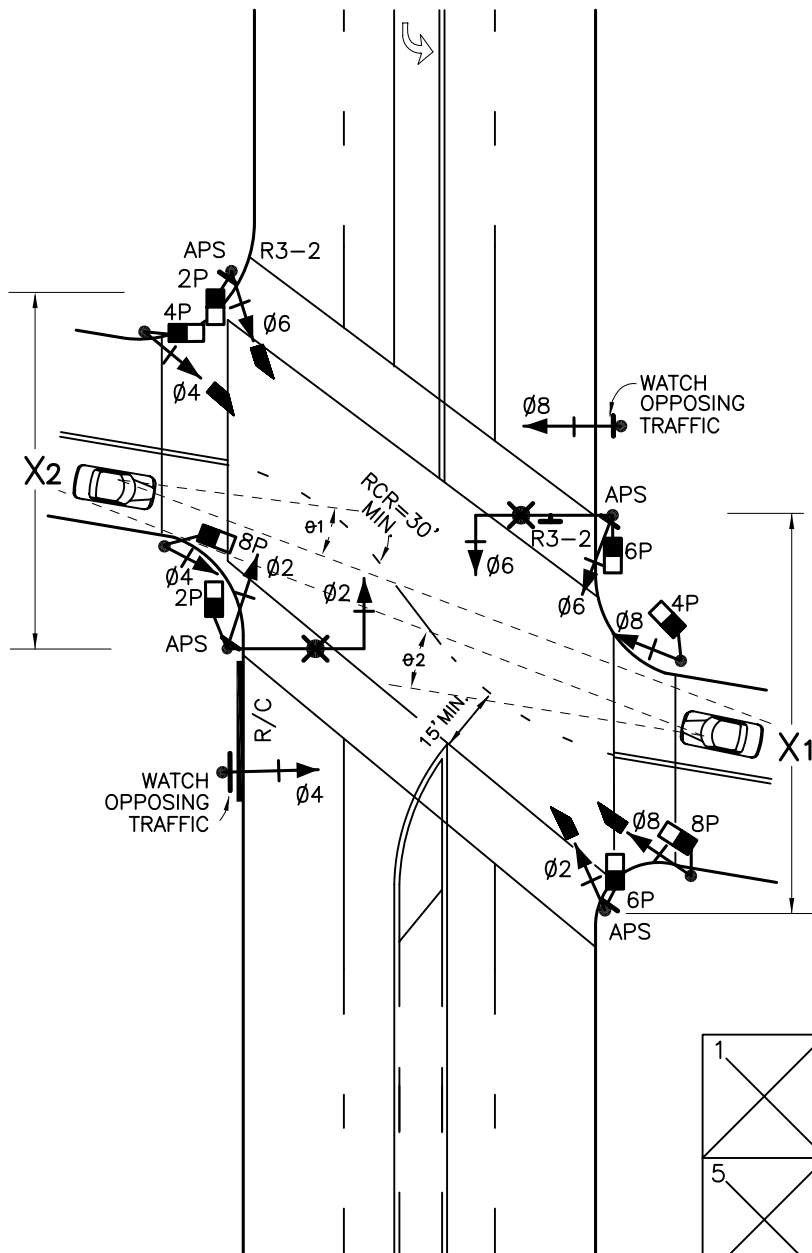 APS
R3-2
2P
4P
Ø6
Ø4
Ø8
WATCH
OPPOSING
TRAFFIC
X2
RCR=30'
MIN.
θ1
APS
R3-2
6P
Ø6
Ø6
8P
Ø4
Ø2
2P
Ø2
4P
Ø8
APS
θ2
R/C
15' MIN.
X1
WATCH
OPPOSING
TRAFFIC
Ø4
Ø8
8P
Ø2
6P
APS
1
5